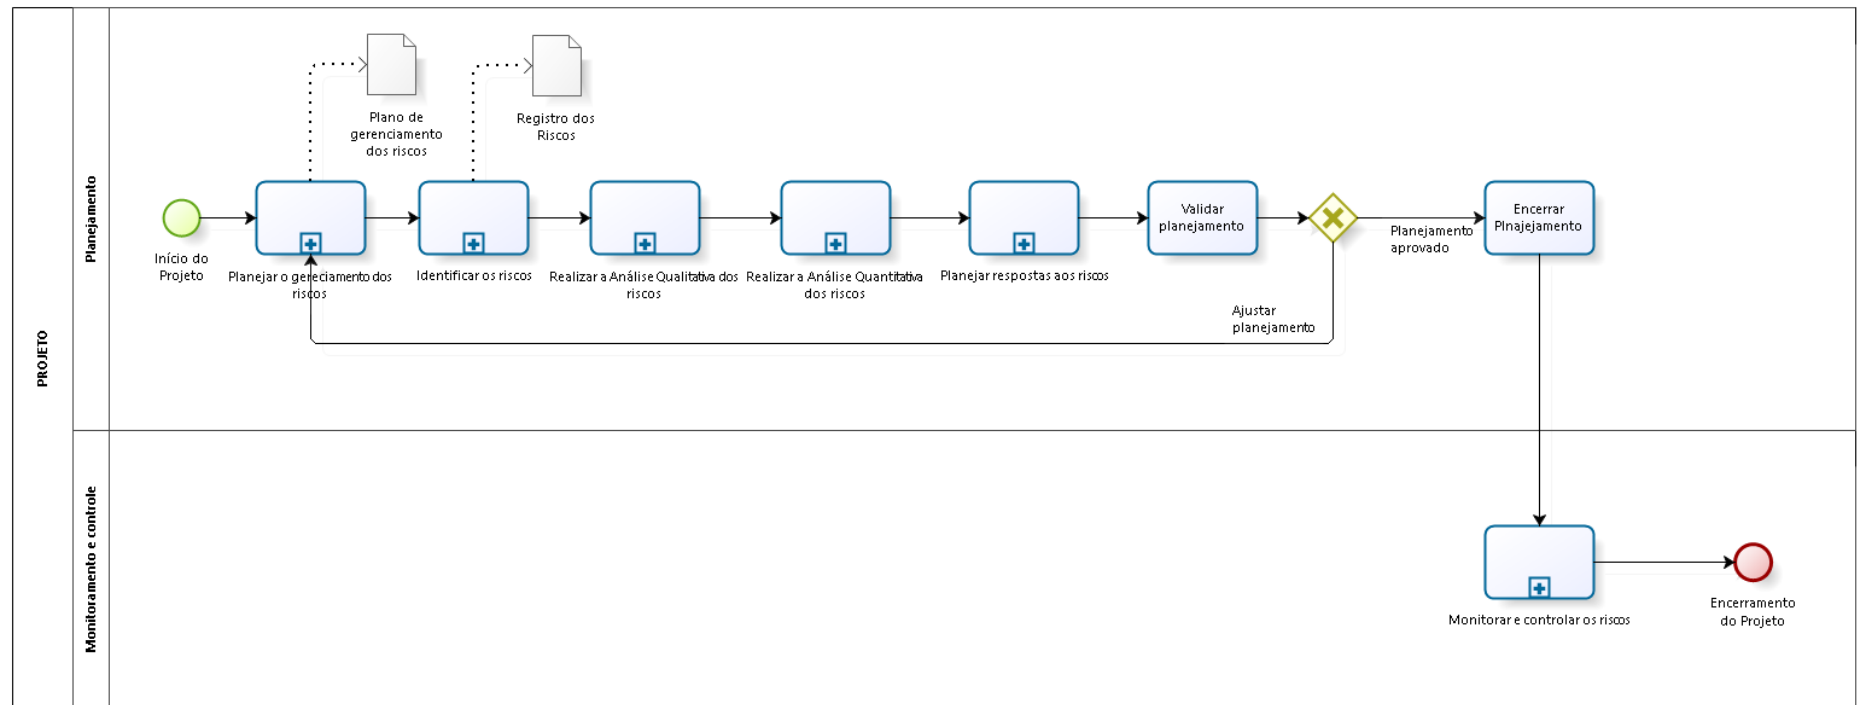 PROJETO
Planejamento
Plano de
gerenciamento
dos riscos
Registro dos
Riscos
Início do
Projeto
Planejar o gereciamento dos
riscos
Identificar os riscos
Realizar a Análise Qualitativa dos
riscos
Realizar a Análise Quantitativa
dos riscos
Planejar respostas aos riscos
Validar
planejamento
Planejamento
aprovado
Encerrar
Plnajejamento
Ajustar
planejamento
Monitoramento e controle
Monitorar e controlar os riscos
Encerramento
do Projeto